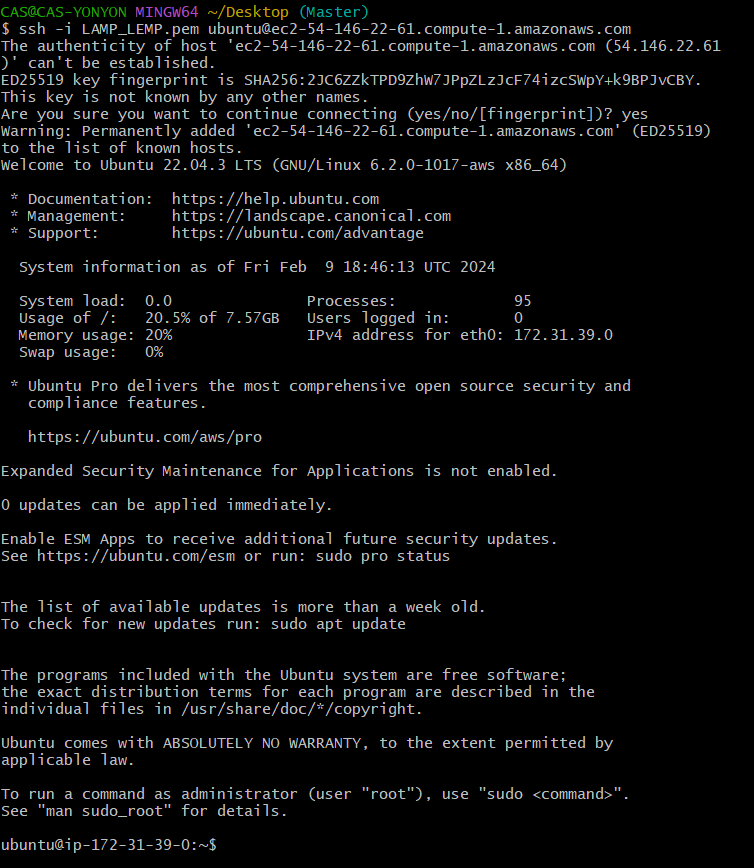 CAS@CAS-YONYON MINGW64 ~/Desktop (Master)
$ ssh -i LAMP_LEMP.pem ubuntu@ec2-54-146-22-61.compute-1.amazonaws.com
The authenticity of host 'ec2-54-146-22-61.compute-1.amazonaws.com (54.146.22.61
)' can't be established.
ED25519 key fingerprint is SHA256:2JC6ZZkTPD9ZhW7JPpZLzJcF74izcSWpY+k9BPJvCBY.
This key is not known by any other names.
Are you sure you want to continue connecting (yes/no/[fingerprint])? yes
Warning: Permanently added 'ec2-54-146-22-61.compute-1.amazonaws.com' (ED25519)
to the list of known hosts.
Welcome to Ubuntu 22.04.3 LTS (GNU/Linux 6.2.0-1017-aws x86_64)

 * Documentation:  https://help.ubuntu.com
 * Management:     https://landscape.canonical.com
 * Support:        https://ubuntu.com/advantage

  System information as of Fri Feb  9 18:46:13 UTC 2024

  System load:  0.0               Processes:             95
  Usage of /:   20.5% of 7.57GB   Users logged in:       0
  Memory usage: 20%               IPv4 address for eth0: 172.31.39.0
  Swap usage:   0%

 * Ubuntu Pro delivers the most comprehensive open source security and
   compliance features.

   https://ubuntu.com/aws/pro

Expanded Security Maintenance for Applications is not enabled.

0 updates can be applied immediately.

Enable ESM Apps to receive additional future security updates.
See https://ubuntu.com/esm or run: sudo pro status


The list of available updates is more than a week old.
To check for new updates run: sudo apt update


The programs included with the Ubuntu system are free software;
the exact distribution terms for each program are described in the
individual files in /usr/share/doc/*/copyright.

Ubuntu comes with ABSOLUTELY NO WARRANTY, to the extent permitted by
applicable law.

To run a command as administrator (user "root"), use "sudo <command>".
See "man sudo_root" for details.

ubuntu@ip-172-31-39-0:~$